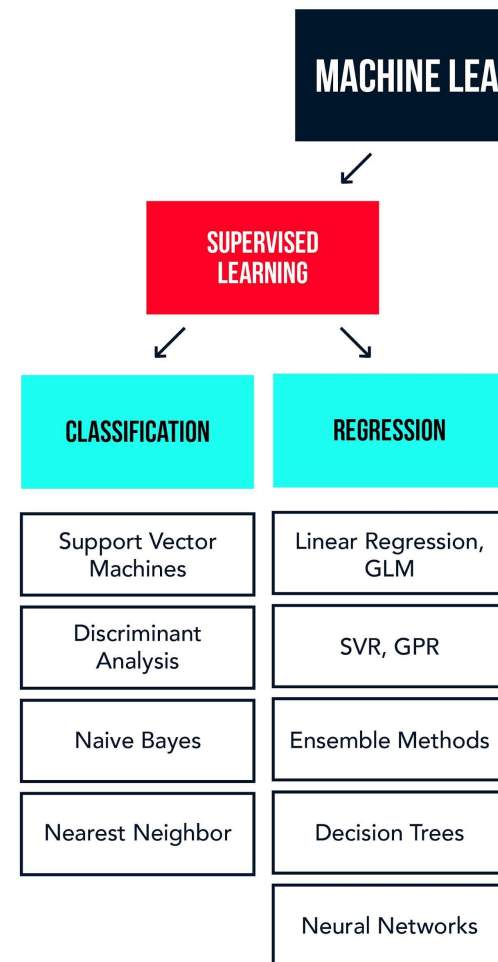 MACHINE LEA
SUPERVISED
LEARNING
CLASSIFICATION
REGRESSION
Support Vector
Machines
Linear Regression,
GLM
Discriminant
Analysis
SVR, GPR
Naive Bayes
Ensemble Methods
Nearest Neighbor
Decision Trees
Neural Networks